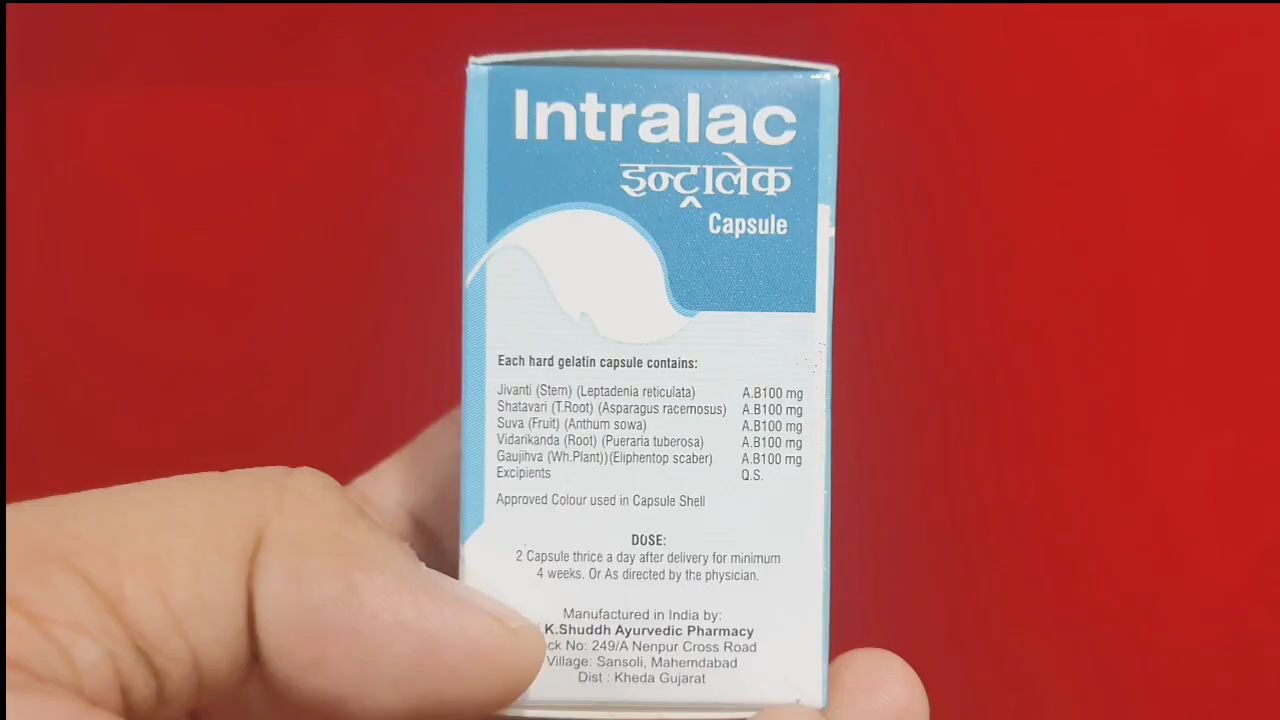 Intralac
इन्ट्रालेक
Capsule
Each hard gelatin capsule contains:
Jivanti (Stem) (Leptadenia reticulata) A.B100 mg
Shatavari (T.Root) (Asparagus racemosus) A.B100 mg
Suva (Fruit) (Anthum sowa) A.B100 mg
Vidarikanda (Root) (Pueraria tuberosa) A.B100 mg
Gaujihva (Wh.Plant))(Eliphentop scaber) A.B100 mg
Excipients Q.S.
Approved Colour used in Capsule Shell
DOSE:
2 Capsule thrice a day after delivery for minimum
4 weeks. Or As directed by the physician.
Manufactured in India by:
K.Shuddh Ayurvedic Pharmacy
No: 249/A Nenpur Cross Road
Village: Sansoli, Mahemdabad
Dist : Kheda Gujarat